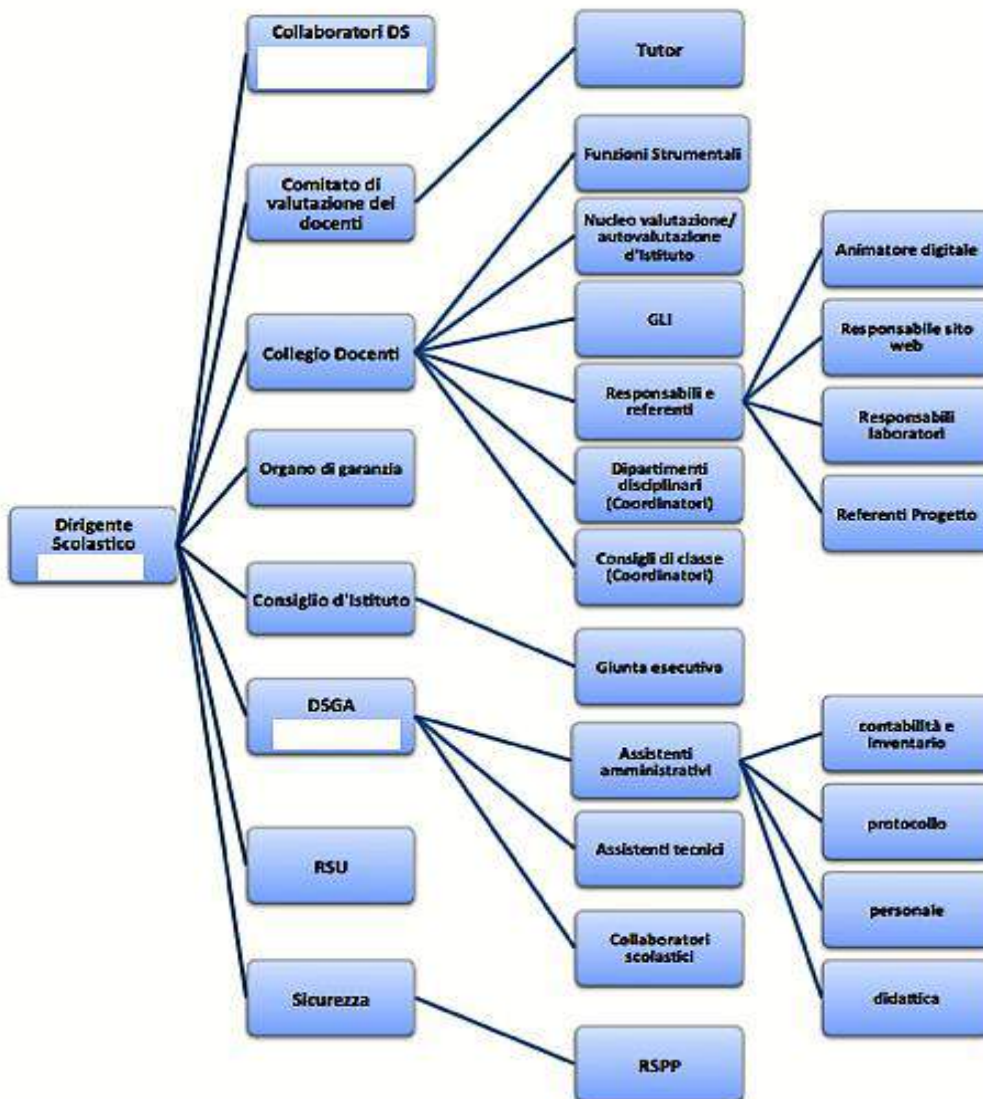 Dirigente
Scolastico
Collaboratori DS
Comitato di
valutazione dei
docenti
Collegio Docenti
Organo di garanzia
Consiglio d'Istituto
DSGA
RSU
Sicurezza
Tutor
Funzioni Strumentali
Nucleo valutazione/
autovalutazione
d'Istituto
GLI
Responsabili e
referenti
Dipartimenti
disciplinari
(Coordinatori)
Consigli di classe
(Coordinatori)
Giunta esecutiva
Assistenti
amministrativi
Assistenti tecnici
Collaboratori
scolastici
RSPP
Animatore digitale
Responsabile sito
web
Responsabili
laboratori
Referenti Progetto
contabilità e
inventario
protocollo
personale
didattica